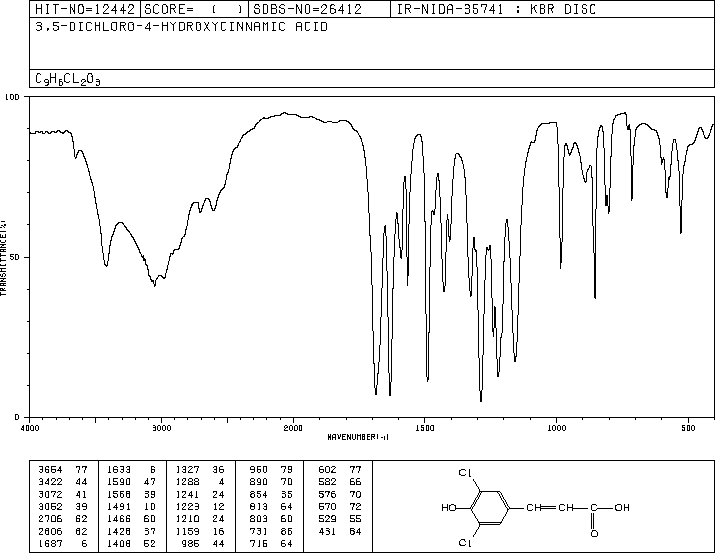 HIT-NO=12442 SCORE= ( ) SDBS-NO=26412 IR-NIDA-35741 : KBR DISC
3,5-DICHLORO-4-HYDROXYCINNAMIC ACID
C9H6CL2O3
100
50
0
TRANSMITTANCE(%)
4000 3000 2000 1500 1000 500
WAVENUMBER(-1)
3654 77 1633 6 1327 36 960 79 602 77
3422 44 1590 47 1288 4 890 70 582 66
3072 41 1568 39 1241 24 854 35 576 70
3052 39 1491 10 1223 12 813 64 570 72
2706 62 1466 60 1210 24 803 60 529 55
2606 62 1428 37 1159 16 731 86 431 84
1687 6 1408 52 985 44 716 64
Cl
HO CH CH C OH
O
Cl